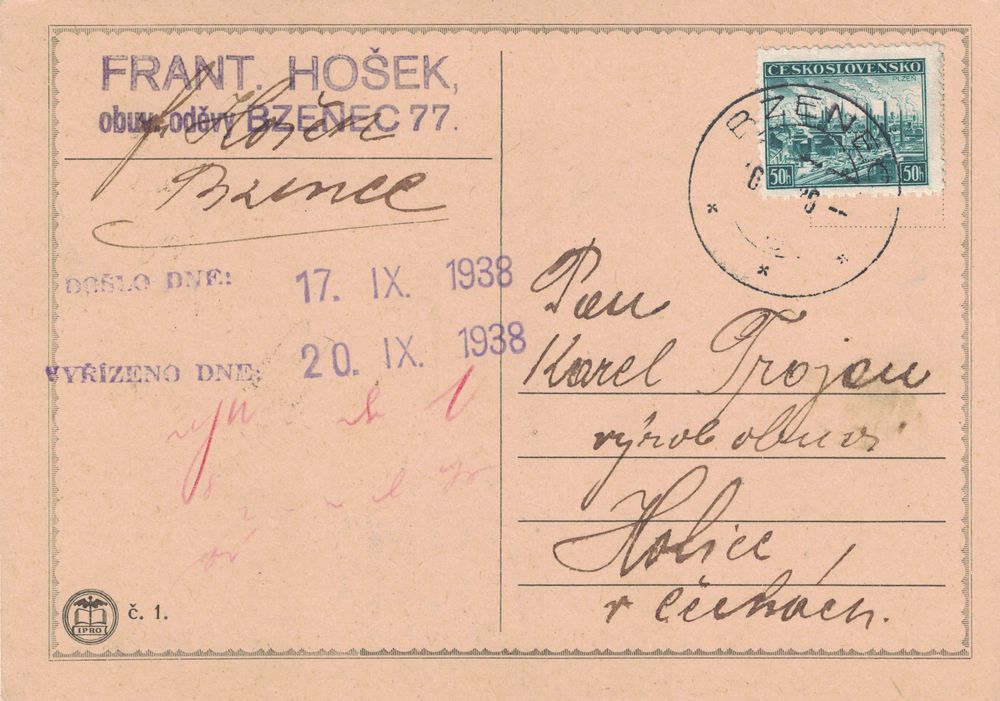 FRANT. HOŠEK,
obuv, oděvy BZENEC 77.
Bzenec
DOŠLO DNE: 17. IX. 1938
VYŘÍZENO DNE: 20. IX. 1938
IPRO
č. 1.
ČESKOSLOVENSKO
PLZEŇ
50h 50h
BZENEC
Pan
Karel Trojan
výrob obuvi
Holice
v Čechách.